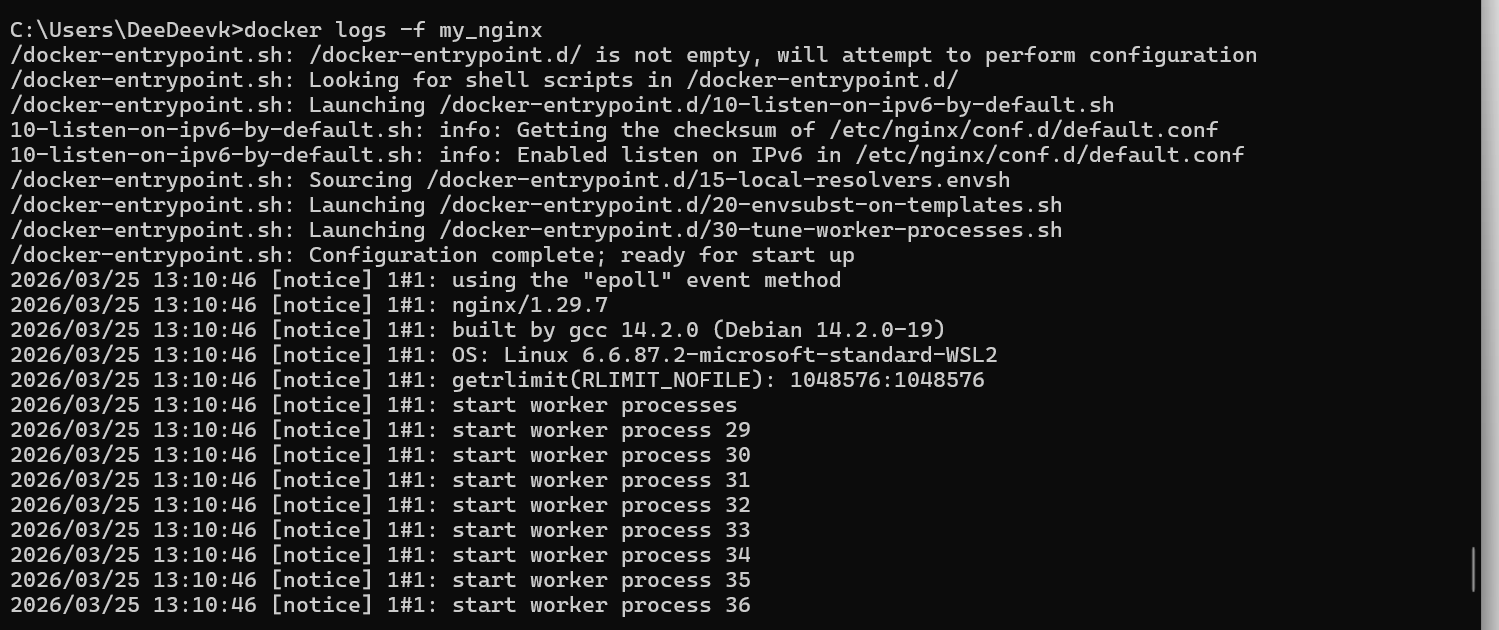 C:\Users\DeeDeevk>docker logs -f my_nginx
/docker-entrypoint.sh: /docker-entrypoint.d/ is not empty, will attempt to perform configuration
/docker-entrypoint.sh: Looking for shell scripts in /docker-entrypoint.d/
/docker-entrypoint.sh: Launching /docker-entrypoint.d/10-listen-on-ipv6-by-default.sh
10-listen-on-ipv6-by-default.sh: info: Getting the checksum of /etc/nginx/conf.d/default.conf
10-listen-on-ipv6-by-default.sh: info: Enabled listen on IPv6 in /etc/nginx/conf.d/default.conf
/docker-entrypoint.sh: Sourcing /docker-entrypoint.d/15-local-resolvers.envsh
/docker-entrypoint.sh: Launching /docker-entrypoint.d/20-envsubst-on-templates.sh
/docker-entrypoint.sh: Launching /docker-entrypoint.d/30-tune-worker-processes.sh
/docker-entrypoint.sh: Configuration complete; ready for start up
2026/03/25 13:10:46 [notice] 1#1: using the "epoll" event method
2026/03/25 13:10:46 [notice] 1#1: nginx/1.29.7
2026/03/25 13:10:46 [notice] 1#1: built by gcc 14.2.0 (Debian 14.2.0-19)
2026/03/25 13:10:46 [notice] 1#1: OS: Linux 6.6.87.2-microsoft-standard-WSL2
2026/03/25 13:10:46 [notice] 1#1: getrlimit(RLIMIT_NOFILE): 1048576:1048576
2026/03/25 13:10:46 [notice] 1#1: start worker processes
2026/03/25 13:10:46 [notice] 1#1: start worker process 29
2026/03/25 13:10:46 [notice] 1#1: start worker process 30
2026/03/25 13:10:46 [notice] 1#1: start worker process 31
2026/03/25 13:10:46 [notice] 1#1: start worker process 32
2026/03/25 13:10:46 [notice] 1#1: start worker process 33
2026/03/25 13:10:46 [notice] 1#1: start worker process 34
2026/03/25 13:10:46 [notice] 1#1: start worker process 35
2026/03/25 13:10:46 [notice] 1#1: start worker process 36